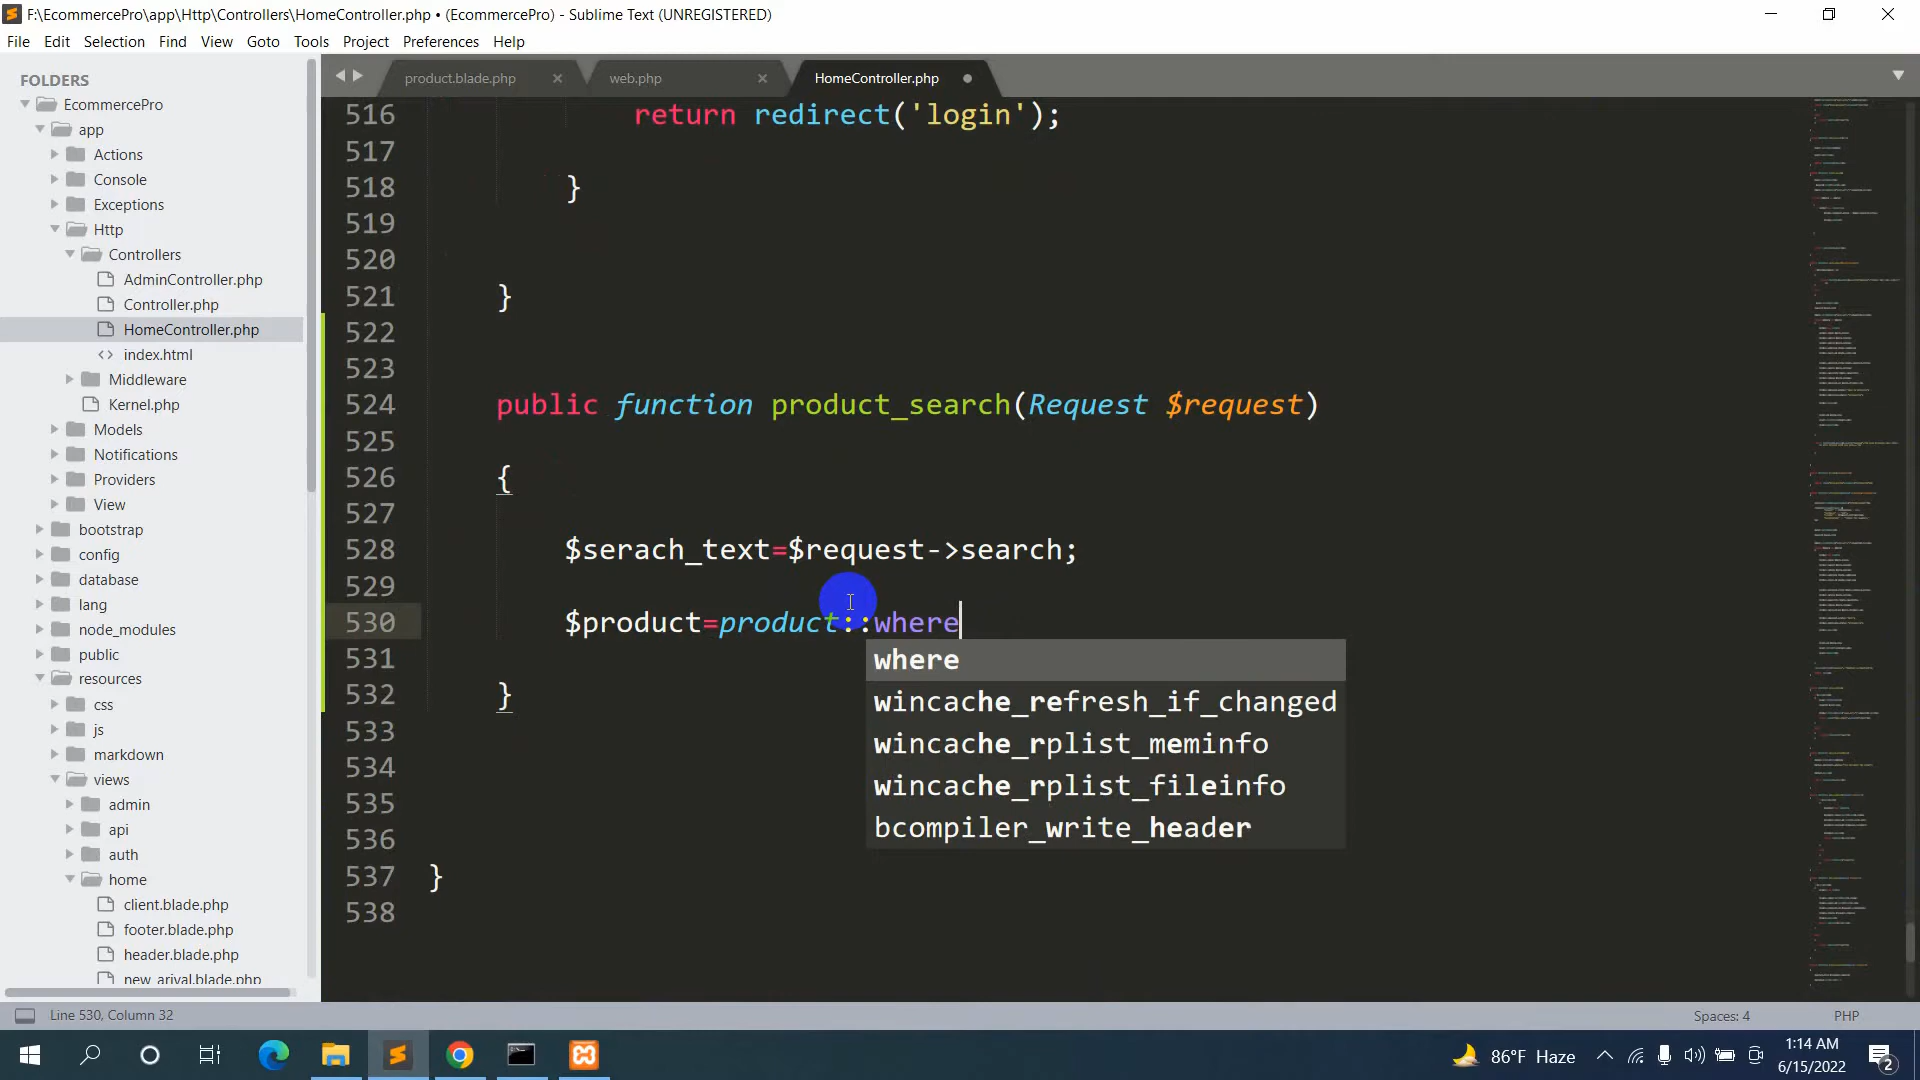 F:\EcommercePro\app\Http\Controllers\HomeController.php • (EcommercePro) - Sublime Text (UNREGISTERED)
File Edit Selection Find View Goto Tools Project Preferences Help
FOLDERS
EcommercePro
app
Actions
Console
Exceptions
Http
Controllers
AdminController.php
Controller.php
HomeController.php
index.html
Middleware
Kernel.php
Models
Notifications
Providers
View
bootstrap
config
database
lang
node_modules
public
resources
css
js
markdown
views
admin
api
auth
home
client.blade.php
footer.blade.php
header.blade.php
new_arival.blade.php
product.blade.php web.php HomeController.php
516 return redirect('login');
517
518 }
519
520
521 }
522
523
524 public function product_search(Request $request)
525
526 {
527
528 $serach_text=$request->search;
529
530 $product=product::where
531
532 }
533
534
535
536
537 }
538
where
wincache_refresh_if_changed
wincache_rplist_meminfo
wincache_rplist_fileinfo
bcompiler_write_header
Line 530, Column 32 Spaces: 4 PHP
86°F Haze
1:14 AM
6/15/2022
2